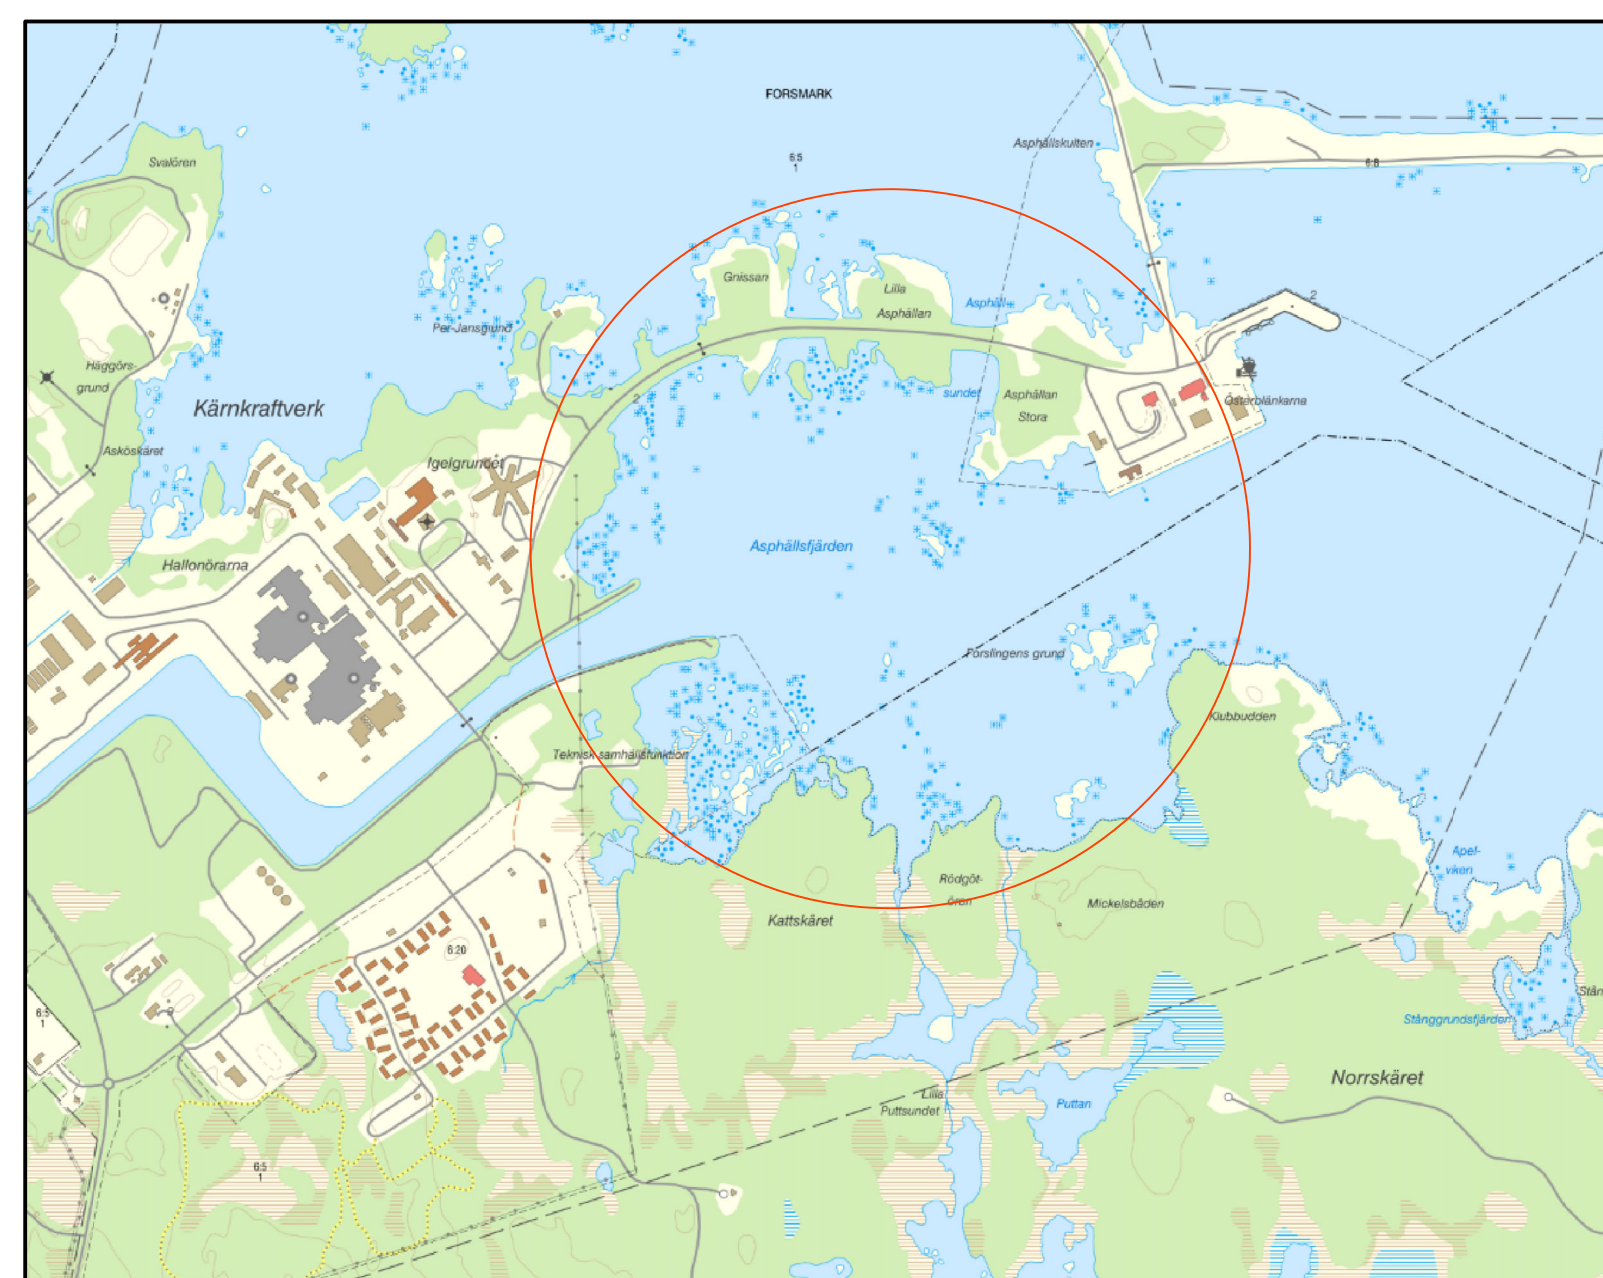 FORSMARK
6:5
1
Asphällskulten
6:8
Svalören
Gnissan
Lilla
Asphällan
Asphäll-
sundet
2
Per-Jansgrund
Häggörs-
grund
Kärnkraftverk
2
Asphällan
Stora
Österblänkarna
Asköskäret
Igelgrundet
Asphällsfjärden
Hallonörarna
Forslingens grund
Klubbudden
Teknisk samhällsfunktion
Apel-
viken
Rödgöt-
ören
Kattskäret
Mickelsbåden
6:20
6:5
1
Stån
Stånggrundsfjärden
Norrskäret
Lilla
Puttsundet
Puttan
6:5
1